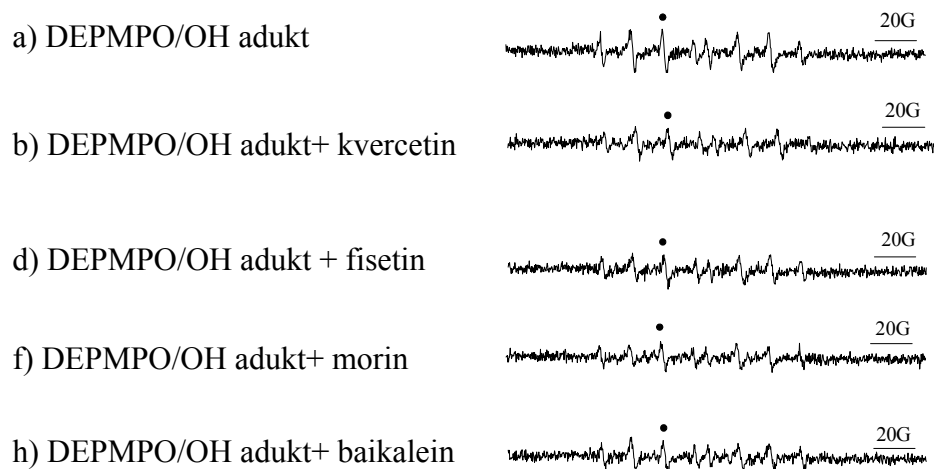 a) DEPMPO/OH adukt
20G
b) DEPMPO/OH adukt+ kvercetin
20G
d) DEPMPO/OH adukt + fisetin
20G
f) DEPMPO/OH adukt+ morin
20G
h) DEPMPO/OH adukt+ baikalein
20G